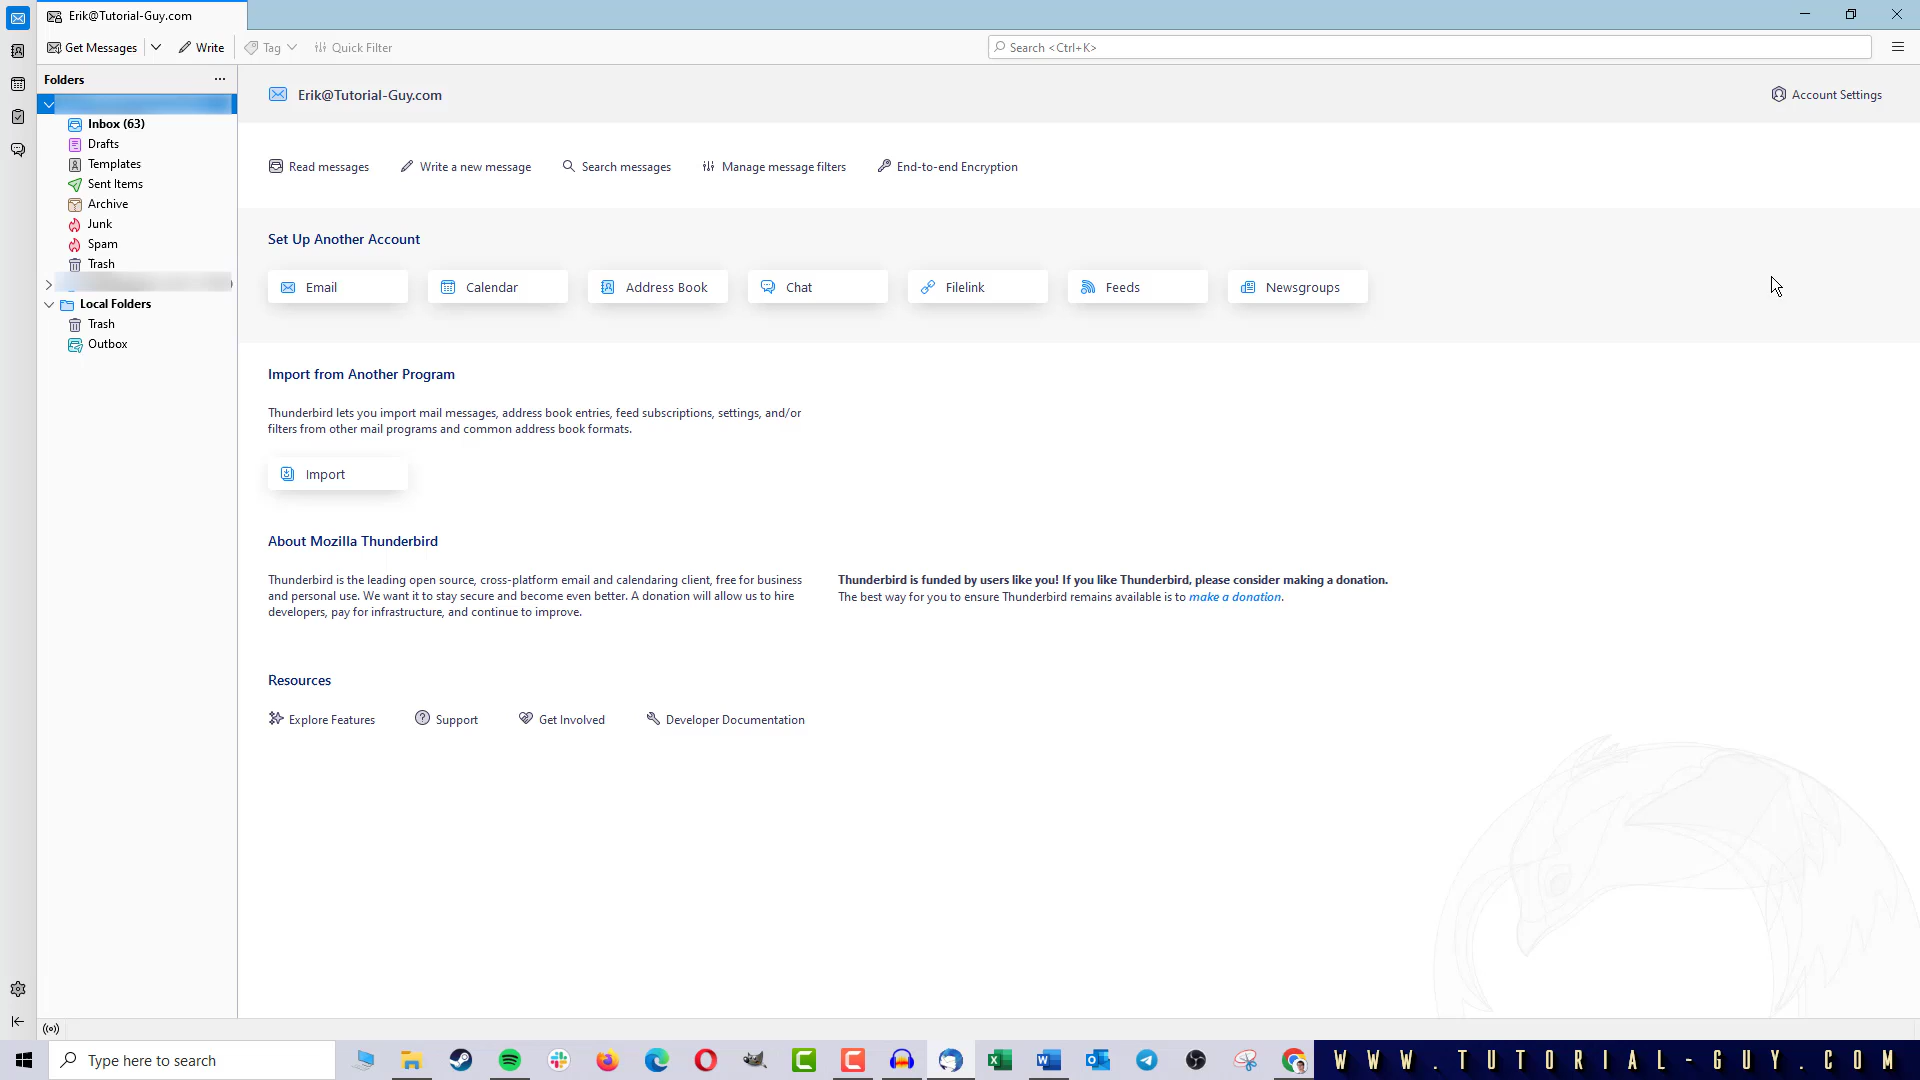 Erik@Tutorial-Guy.com
Get Messages Write Tag Quick Filter Search <Ctrl+K>
Folders
Inbox (63)
Drafts
Templates
Sent Items
Archive
Junk
Spam
Trash
Local Folders
Trash
Outbox
Erik@Tutorial-Guy.com
Account Settings
Read messages Write a new message Search messages Manage message filters End-to-end Encryption
Set Up Another Account
Email Calendar Address Book Chat Filelink Feeds Newsgroups
Import from Another Program
Thunderbird lets you import mail messages, address book entries, feed subscriptions, settings, and/or
filters from other mail programs and common address book formats.
Import
About Mozilla Thunderbird
Thunderbird is the leading open source, cross-platform email and calendaring client, free for business
and personal use. We want it to stay secure and become even better. A donation will allow us to hire
developers, pay for infrastructure, and continue to improve.
Thunderbird is funded by users like you! If you like Thunderbird, please consider making a donation.
The best way for you to ensure Thunderbird remains available is to make a donation.
Resources
Explore Features Support Get Involved Developer Documentation
Type here to search
WWW.TUTORIAL-GUY.COM